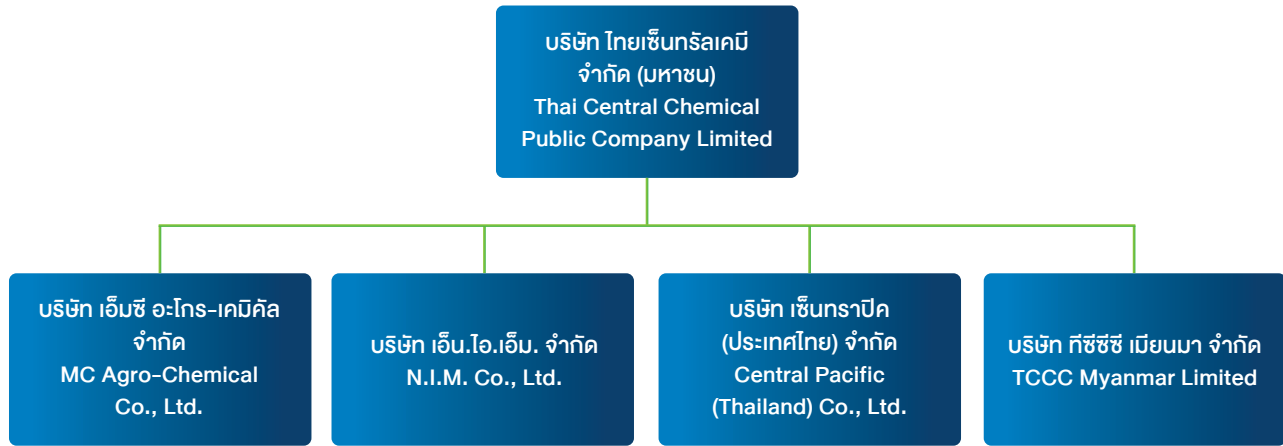 บริษัท ไทยเซ็นทรัลเคมี
จำกัด (มหาชน)
Thai Central Chemical
Public Company Limited
บริษัท เอ็มซี อะโกร-เคมิคัล
จำกัด
MC Agro-Chemical
Co., Ltd.
บริษัท เอ็น.ไอ.เอ็ม. จำกัด
N.I.M. Co., Ltd.
บริษัท เซ็นทราปิค
(ประเทศไทย) จำกัด
Central Pacific
(Thailand) Co., Ltd.
บริษัท ทีซีซีซี เมียนมา จำกัด
TCCC Myanmar Limited